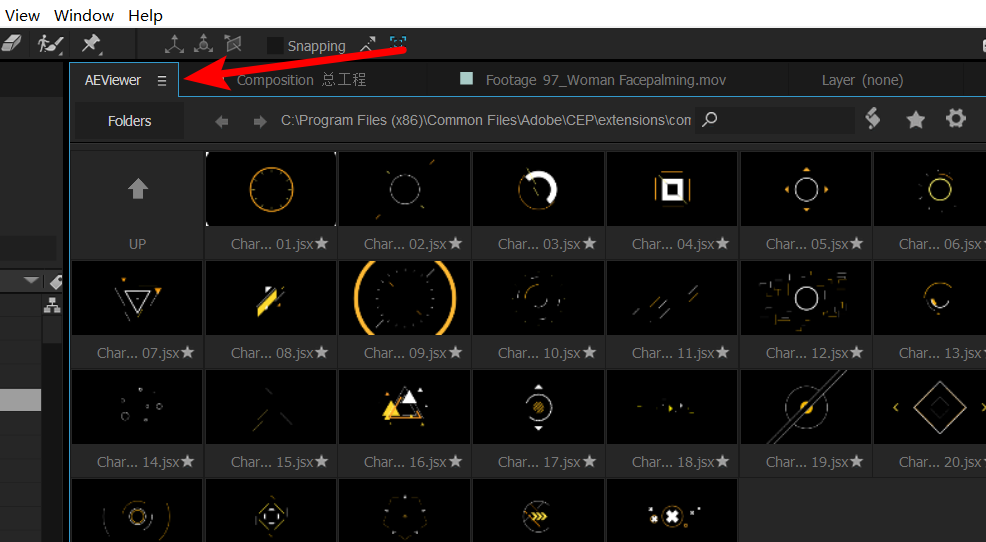 View Window Help
Snapping
AEViewer Composition 总工程 Footage 97_Woman Facepalming.mov Layer (none)
Folders C:\Program Files (x86)\Common Files\Adobe\CEP\extensions\com
UP Char... 01.jsx Char... 02.jsx Char... 03.jsx Char... 04.jsx Char... 05.jsx Char... 06.jsx
Char... 07.jsx Char... 08.jsx Char... 09.jsx Char... 10.jsx Char... 11.jsx Char... 12.jsx Char... 13.jsx
Char... 14.jsx Char... 15.jsx Char... 16.jsx Char... 17.jsx Char... 18.jsx Char... 19.jsx Char... 20.jsx